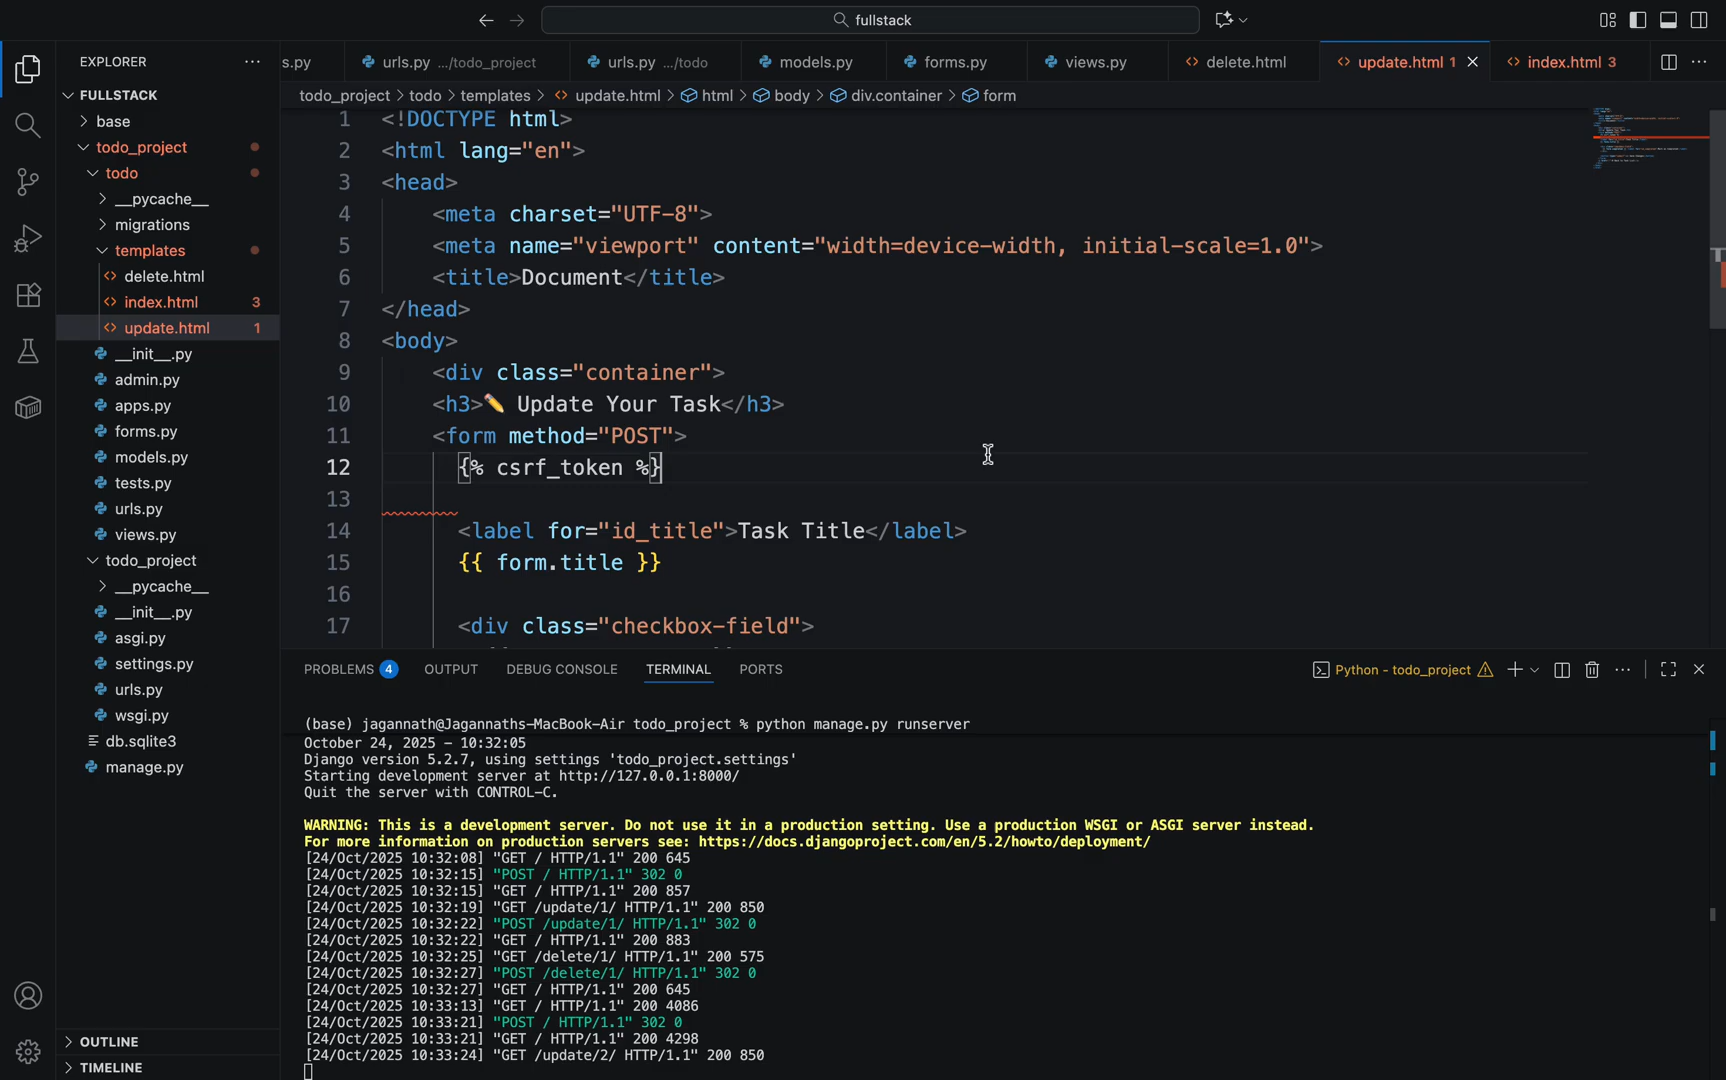 fullstack
EXPLORER
FULLSTACK
base
todo_project
todo
__pycache__
migrations
templates
delete.html
index.html 3
update.html 1
__init__.py
admin.py
apps.py
forms.py
models.py
tests.py
urls.py
views.py
todo_project
__pycache__
__init__.py
asgi.py
settings.py
urls.py
wsgi.py
db.sqlite3
manage.py
OUTLINE
TIMELINE
s.py urls.py .../todo_project urls.py .../todo models.py forms.py views.py delete.html update.html 1 index.html 3
todo_project > todo > templates > update.html > html > body > div.container > form
1 <!DOCTYPE html>
2 <html lang="en">
3 <head>
4 <meta charset="UTF-8">
5 <meta name="viewport" content="width=device-width, initial-scale=1.0">
6 <title>Document</title>
7 </head>
8 <body>
9 <div class="container">
10 <h3>✏️ Update Your Task</h3>
11 <form method="POST">
12 {% csrf_token %}
13
14 <label for="id_title">Task Title</label>
15 {{ form.title }}
16
17 <div class="checkbox-field">
PROBLEMS 4 OUTPUT DEBUG CONSOLE TERMINAL PORTS Python - todo_project
(base) jagannath@Jagannaths-MacBook-Air todo_project % python manage.py runserver
October 24, 2025 - 10:32:05
Django version 5.2.7, using settings 'todo_project.settings'
Starting development server at http://127.0.0.1:8000/
Quit the server with CONTROL-C.
WARNING: This is a development server. Do not use it in a production setting. Use a production WSGI or ASGI server instead.
For more information on production servers see: https://docs.djangoproject.com/en/5.2/howto/deployment/
[24/Oct/2025 10:32:08] "GET / HTTP/1.1" 200 645
[24/Oct/2025 10:32:15] "POST / HTTP/1.1" 302 0
[24/Oct/2025 10:32:15] "GET / HTTP/1.1" 200 857
[24/Oct/2025 10:32:19] "GET /update/1/ HTTP/1.1" 200 850
[24/Oct/2025 10:32:22] "POST /update/1/ HTTP/1.1" 302 0
[24/Oct/2025 10:32:22] "GET / HTTP/1.1" 200 883
[24/Oct/2025 10:32:25] "GET /delete/1/ HTTP/1.1" 200 575
[24/Oct/2025 10:32:27] "POST /delete/1/ HTTP/1.1" 302 0
[24/Oct/2025 10:32:27] "GET / HTTP/1.1" 200 645
[24/Oct/2025 10:33:13] "GET / HTTP/1.1" 200 4086
[24/Oct/2025 10:33:21] "POST / HTTP/1.1" 302 0
[24/Oct/2025 10:33:21] "GET / HTTP/1.1" 200 4298
[24/Oct/2025 10:33:24] "GET /update/2/ HTTP/1.1" 200 850